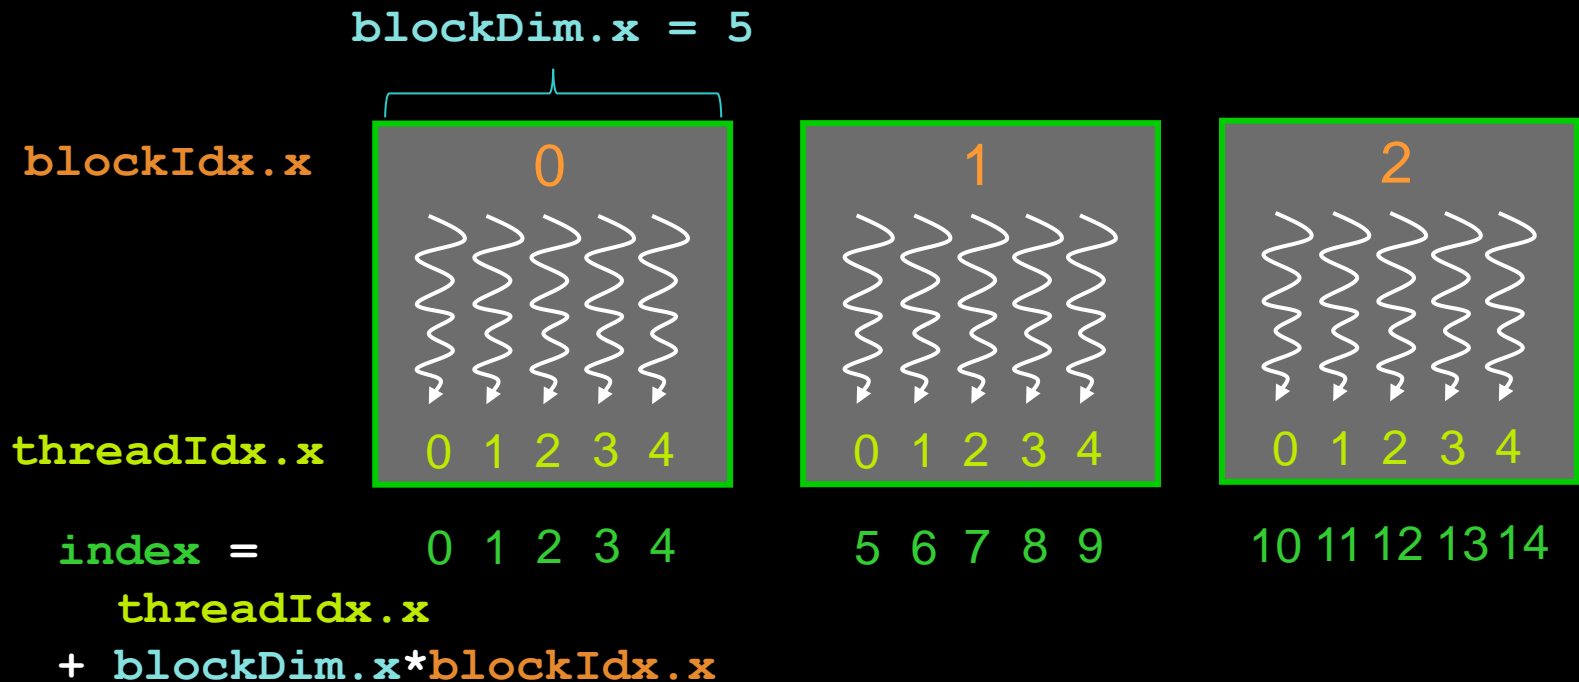 blockDim.x = 5
blockIdx.x 0 1 2
threadIdx.x 0 1 2 3 4 0 1 2 3 4 0 1 2 3 4
index = 0 1 2 3 4 5 6 7 8 9 10 11 12 13 14
threadIdx.x
+ blockDim.x*blockIdx.x